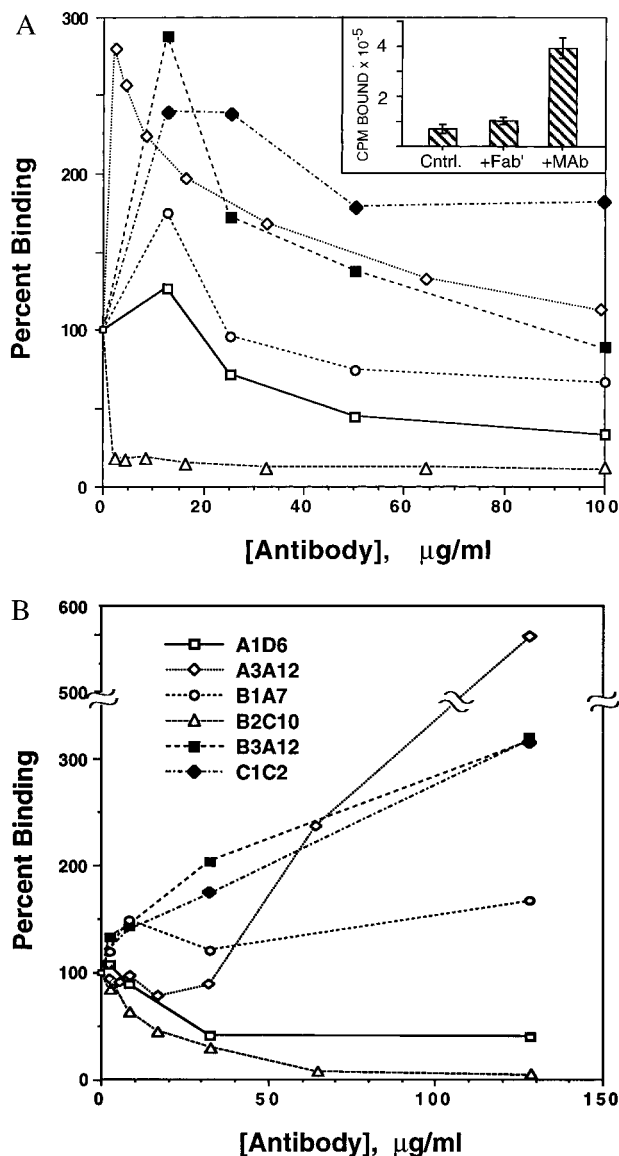 A
300
200
100
0
Percent Binding
0
20
40
60
80
100
[Antibody], μg/ml
CPM BOUND x 10-5
4
2
Cntrl.
+Fab'
+MAb
B
600
500
300
200
100
0
Percent Binding
A1D6
A3A12
B1A7
B2C10
B3A12
C1C2
0
50
100
150
[Antibody], μg/ml